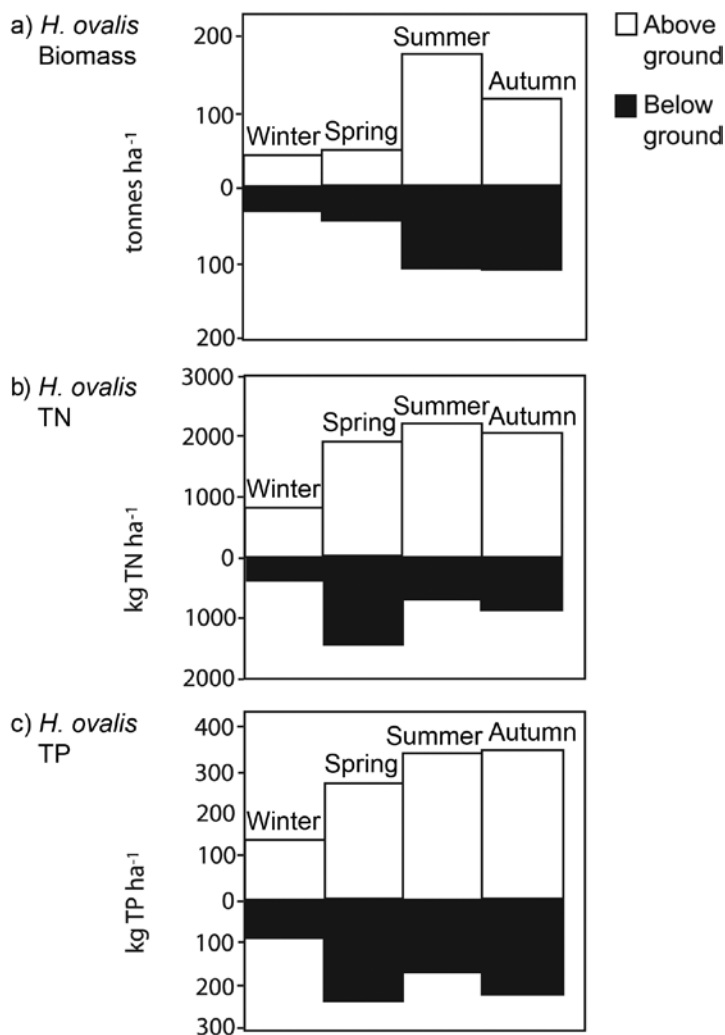 a) H. ovalis
Biomass
tonnes ha⁻¹
200
100
0
100
200
Winter
Spring
Summer
Autumn
Above
ground
Below
ground
b) H. ovalis
TN
kg TN ha⁻¹
3000
2000
1000
0
1000
2000
Winter
Spring
Summer
Autumn
c) H. ovalis
TP
kg TP ha⁻¹
400
300
200
100
0
100
200
300
Winter
Spring
Summer
Autumn